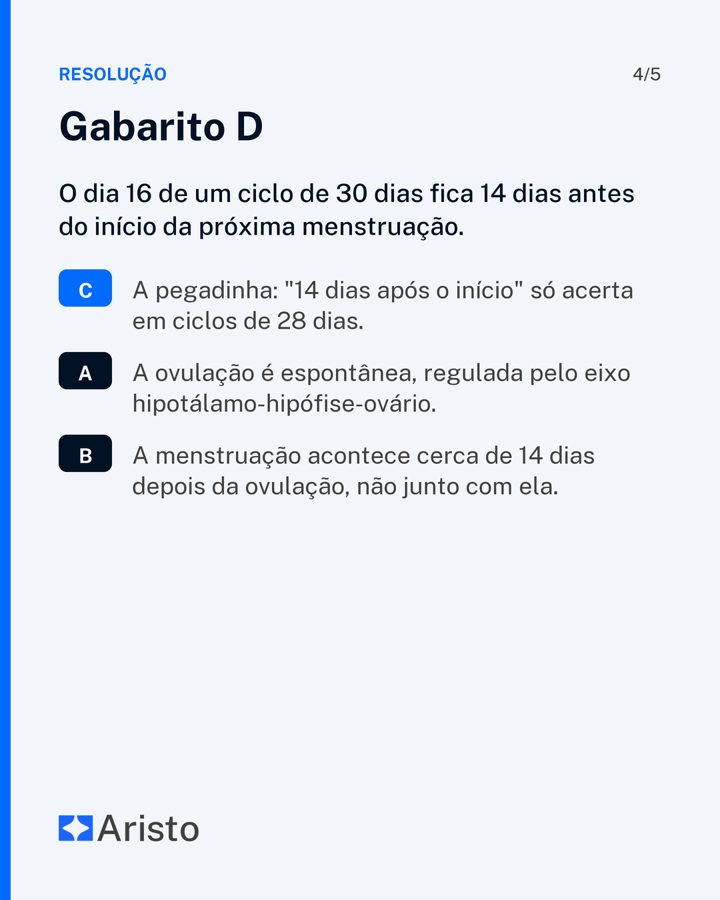 RESOLUÇÃO
4/5
Gabarito D
O dia 16 de um ciclo de 30 dias fica 14 dias antes
do início da próxima menstruação.
C
A pegadinha: "14 dias após o início" só acerta
em ciclos de 28 dias.
A
A ovulação é espontânea, regulada pelo eixo
hipotálamo-hipófise-ovário.
B
A menstruação acontece cerca de 14 dias
depois da ovulação, não junto com ela.
Aristo